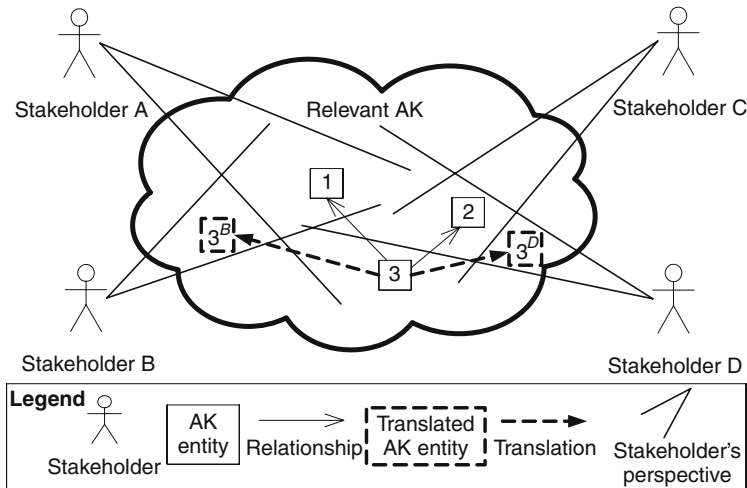 Stakeholder A
Relevant AK
Stakeholder C
1
2
3^B
3
3^D
Stakeholder B
Stakeholder D
Legend
Stakeholder
AK
entity
Relationship
Translated
AK entity
Translation
Stakeholder's
perspective